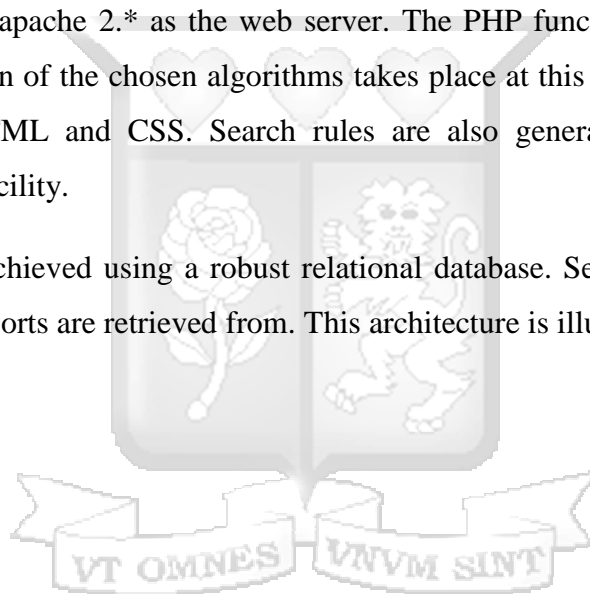 apache 2.* as the web server. The PHP func
n of the chosen algorithms takes place at this
ML and CSS. Search rules are also genera
cility.
chieved using a robust relational database. Se
orts are retrieved from. This architecture is illu
VT OMNES VNVM SINT